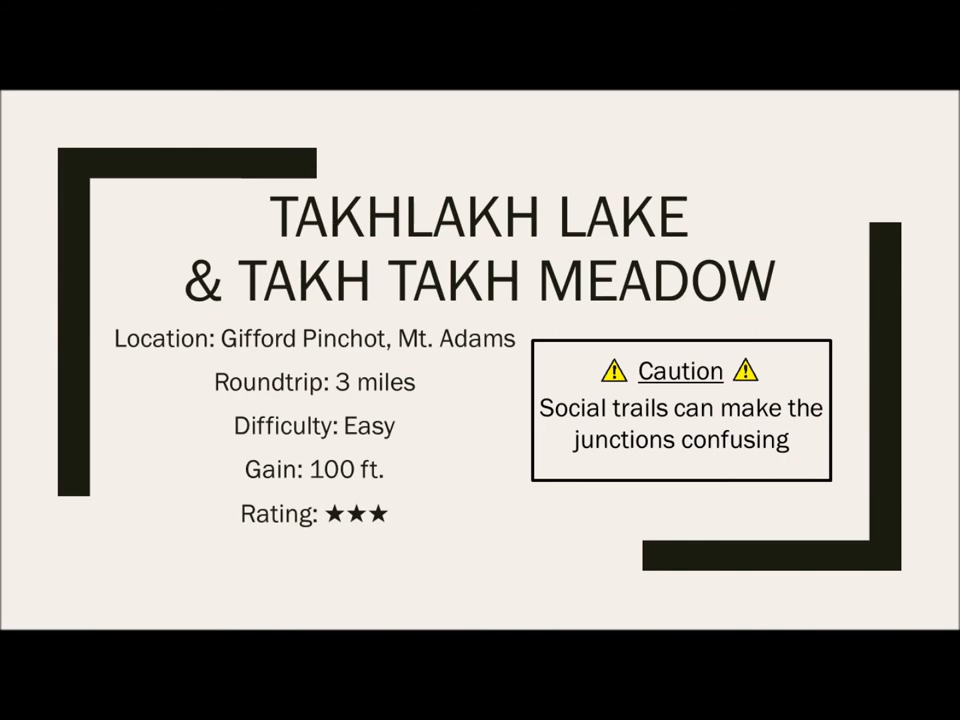 TAKHLAKH LAKE
& TAKH TAKH MEADOW
Location: Gifford Pinchot, Mt. Adams
Roundtrip: 3 miles
Difficulty: Easy
Gain: 100 ft.
Rating: ★★★
⚠ Caution ⚠
Social trails can make the
junctions confusing